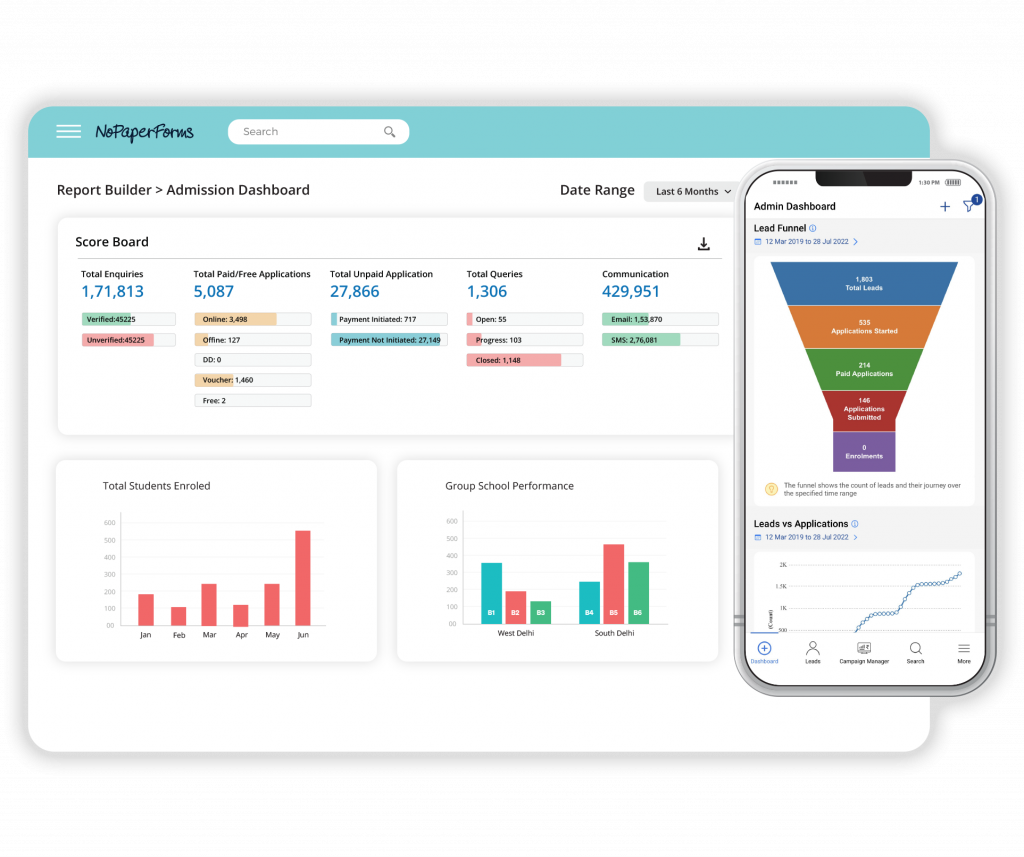 NoPaperForms
Search
Report Builder > Admission Dashboard
Date Range
Last 6 Months
Score Board
Total Enquiries
1,71,813
Verified:45225
Unverified:45225
Total Paid/Free Applications
5,087
Online: 3,498
Offine: 127
DD: 0
Voucher: 1,460
Free: 2
Total Unpaid Application
27,866
Payment Initiated: 717
Payment Not Initiated: 27,149
Total Queries
1,306
Open: 55
Progress: 103
Closed: 1,148
Communication
429,951
Email: 1,53,870
SMS: 2,76,081
Total Students Enroled
600
500
400
300
200
100
00
Jan
Feb
Mar
Apr
May
Jun
Group School Performance
600
500
400
300
200
100
00
B1
B2
B3
B4
B5
B6
West Delhi
South Delhi
1:30 PM
Admin Dashboard
1
Lead Funnel
12 Mar 2019 to 28 Jul 2022
1,803
Total Leads
535
Applications Started
214
Paid Applications
146
Applications
Submitted
0
Enrolments
The funnel shows the count of leads and their journey over
the specified time range
Leads vs Applications
12 Mar 2019 to 28 Jul 2022
2K
1.5K
1K
500
(Count)
Dashboard
Leads
Campaign Manager
Search
More